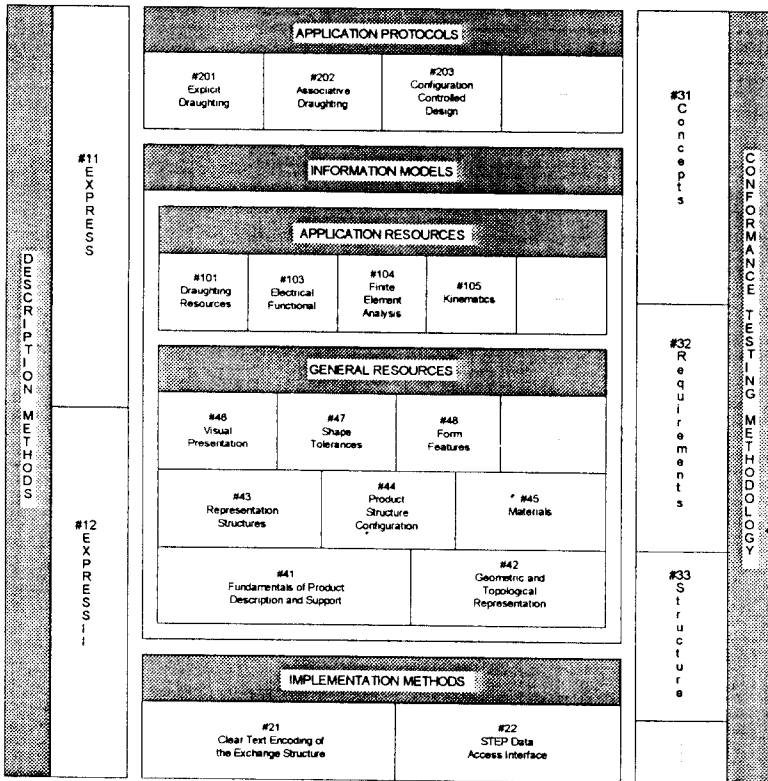 APPLICATION PROTOCOLS
#201
Explicit
Draughting
#202
Associative
Draughting
#203
Configuration
Controlled
Design
INFORMATION MODELS
APPLICATION RESOURCES
#101
Draughting
Resources
#103
Electrical
Functional
#104
Finite
Element
Analysis
#105
Kinematics
GENERAL RESOURCES
#46
Visual
Presentation
#47
Shape
Tolerances
#48
Form
Features
#43
Representation
Structures
#44
Product
Structure
Configuration
#45
Materials
#41
Fundamentals of Product
Description and Support
#42
Geometric and
Topological
Representation
IMPLEMENTATION METHODS
#21
Clear Text Encoding of
the Exchange Structure
#22
STEP Data
Access Interface
DESCRIPTION METHODS
#11
EXPRESS
#12
EXPRESS
#31
Concepts
#32
Requirements
#33
Structure
CONFORMANCE TESTING METHODOLOGY